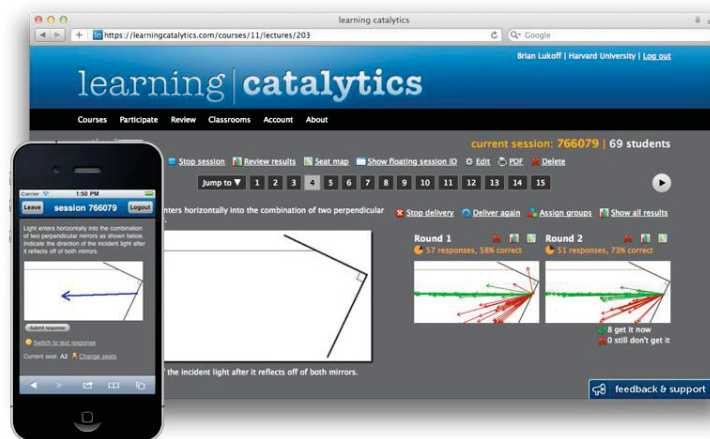 learning catalytics
https://learningcatalytics.com/courses/11/lectures/203
Google
Brian Lukoff | Harvard University | Log out
learning | catalytics
Courses Participate Review Classrooms Account About
current session: 766079 | 69 students
Stop session Review results Seat map Show floating session ID Edit PDF Delete
Jump to ▼ 1 2 3 4 5 6 7 8 9 10 11 12 13 14 15
enters horizontally into the combination of two perpendicular
Stop delivery Deliver again Assign groups Show all results
Round 1
57 responses, 58% correct
Round 2
51 responses, 73% correct
8 get it now
0 still don't get it
of the incident light after it reflects off of both mirrors.
feedback & support
Carrier 1:50 PM
Leave session 766079 Logout
Light enters horizontally into the combination
of two perpendicular mirrors as shown below.
indicate the direction of the incident light after
it reflects off of both mirrors.
Submit response
Switch to text response
Current seat: A2 Change seats